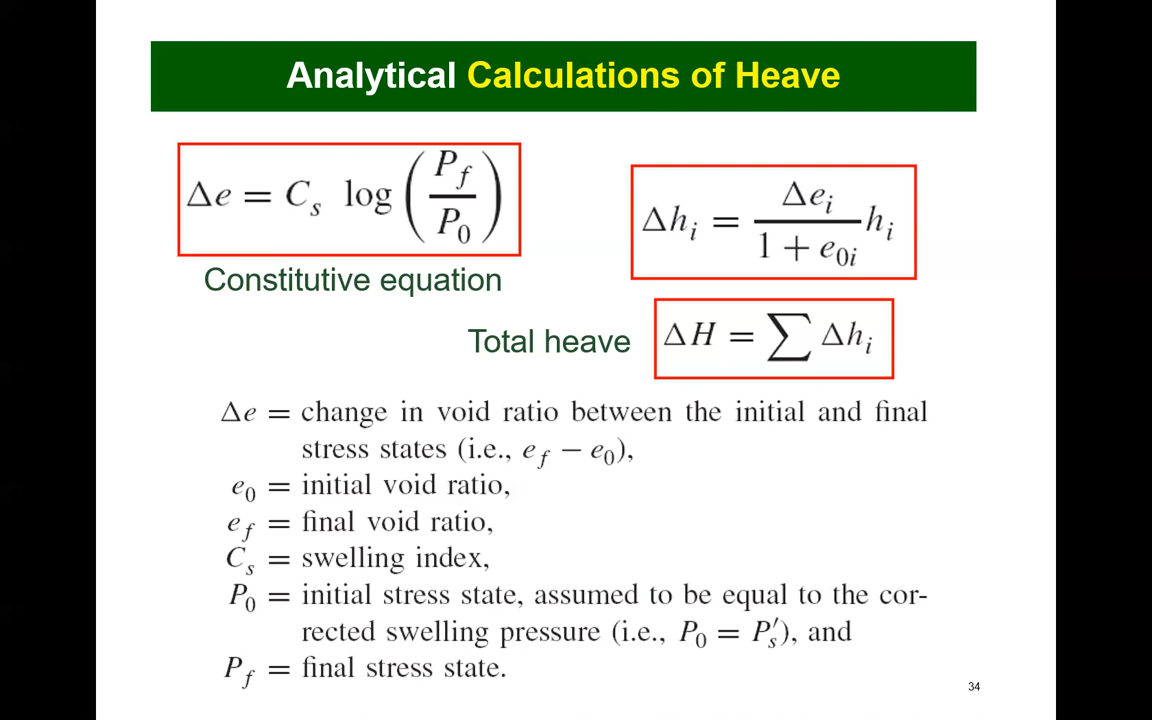 Analytical Calculations of Heave
Δe = C_s log (P_f / P_0)
Constitutive equation
Δh_i = Δe_i / (1 + e_0i) h_i
Total heave
ΔH = ∑ Δh_i
Δe = change in void ratio between the initial and final
stress states (i.e., e_f − e_0),
e_0 = initial void ratio,
e_f = final void ratio,
C_s = swelling index,
P_0 = initial stress state, assumed to be equal to the cor-
rected swelling pressure (i.e., P_0 = P′_s), and
P_f = final stress state.
34